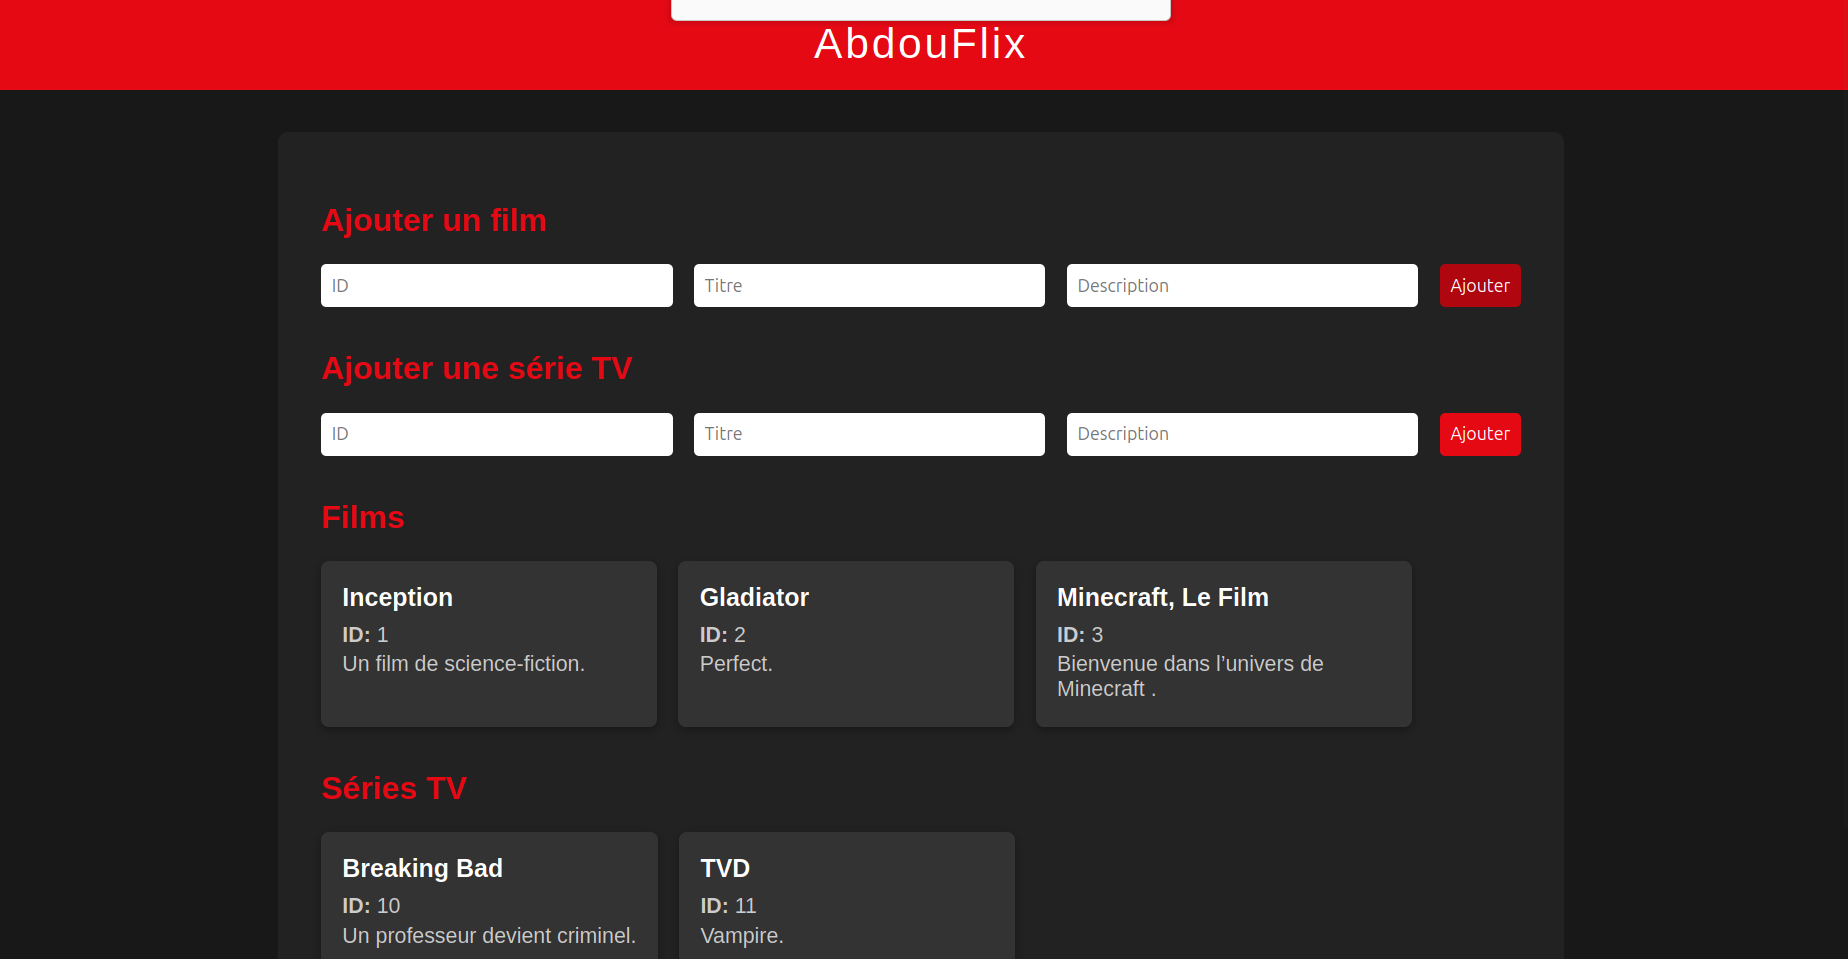 AbdouFlix
Ajouter un film
ID
Titre
Description
Ajouter
Ajouter une série TV
ID
Titre
Description
Ajouter
Films
Inception
ID: 1
Un film de science-fiction.
Gladiator
ID: 2
Perfect.
Minecraft, Le Film
ID: 3
Bienvenue dans l’univers de
Minecraft .
Séries TV
Breaking Bad
ID: 10
Un professeur devient criminel.
TVD
ID: 11
Vampire.